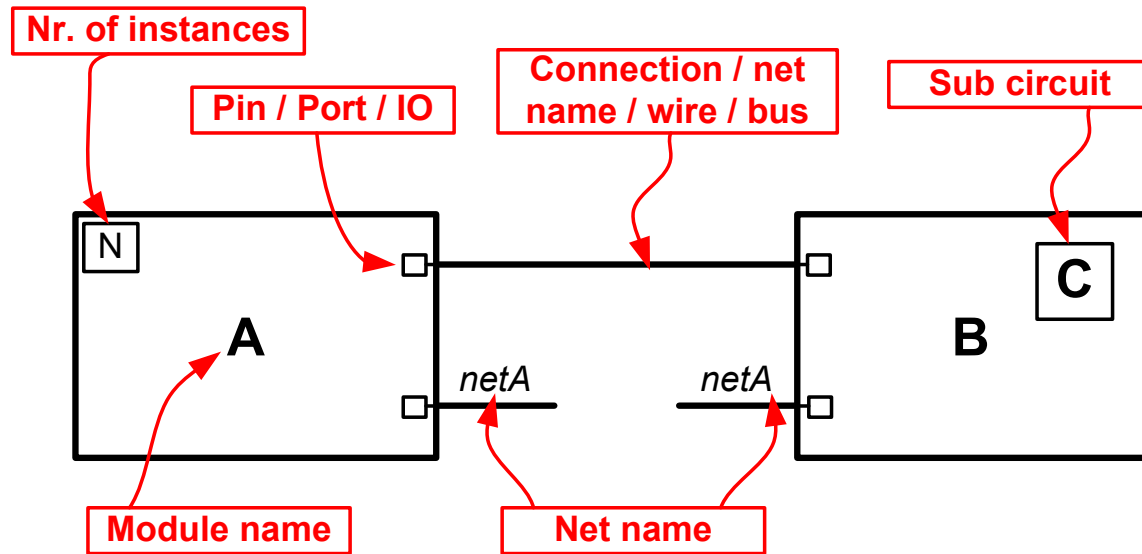 Nr. of instances
Pin / Port / IO
Connection / net
name / wire / bus
Sub circuit
N
A
C
B
netA
netA
Module name
Net name